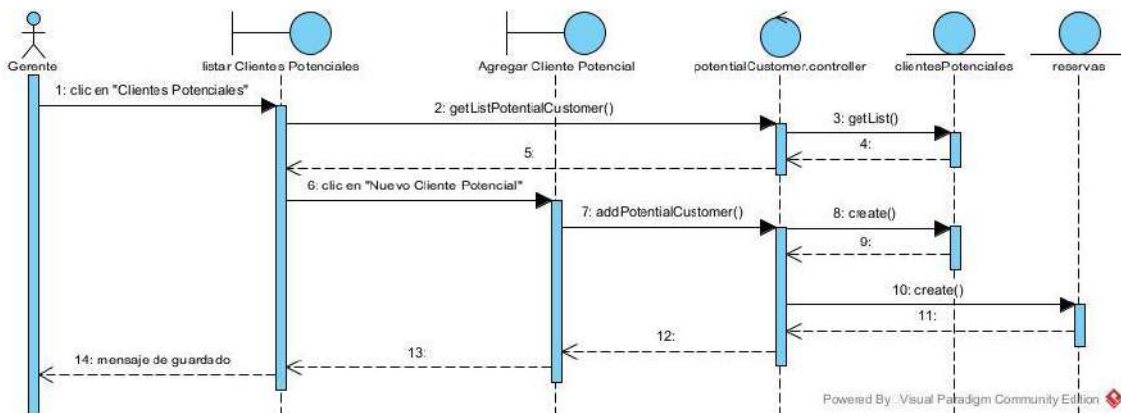 Gerente
listar Clientes Potenciales
Agregar Cliente Potencial
potentialCustomer.controller
clientesPotenciales
reservas
1: clic en "Clientes Potenciales"
2: getListPotentialCustomer()
3: getList()
4:
5:
6: clic en "Nuevo Cliente Potencial"
7: addPotentialCustomer()
8: create()
9:
10: create()
11:
12:
13:
14: mensaje de guardado
Powered By Visual Paradigm Community Edition